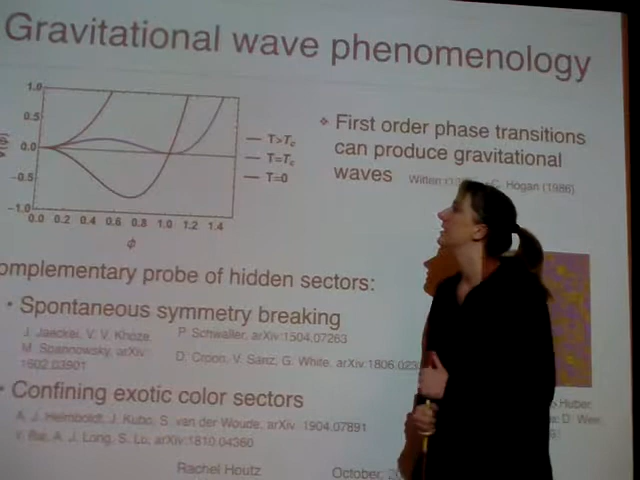 Gravitational wave phenomenology
1.0
0.5
0.0
−0.5
−1.0
0.0 0.2 0.4 0.6 0.8 1.0 1.2 1.4
ϕ
— T>Tc
— T=Tc
— T=0
❖ First order phase transitions
can produce gravitational
waves
C. Hogan (1986)
omplementary probe of hidden sectors:
• Spontaneous symmetry breaking
J. Jaeckel, V. V. Khoze,
M. Spannowsky, arXiv:
1602.03901
P. Schwaller, arXiv:1504.07263
D. Croon, V. Sanz, G. White, arXiv:1806.023
• Confining exotic color sectors
A. J. Helmboldt, J. Kubo, S. van der Woude, arXiv: 1904.07891
Y. Bai, A. J. Long, S. Lu, arXiv:1810.04360
Huber,
D. Weir
Rachel Houtz
October, 20